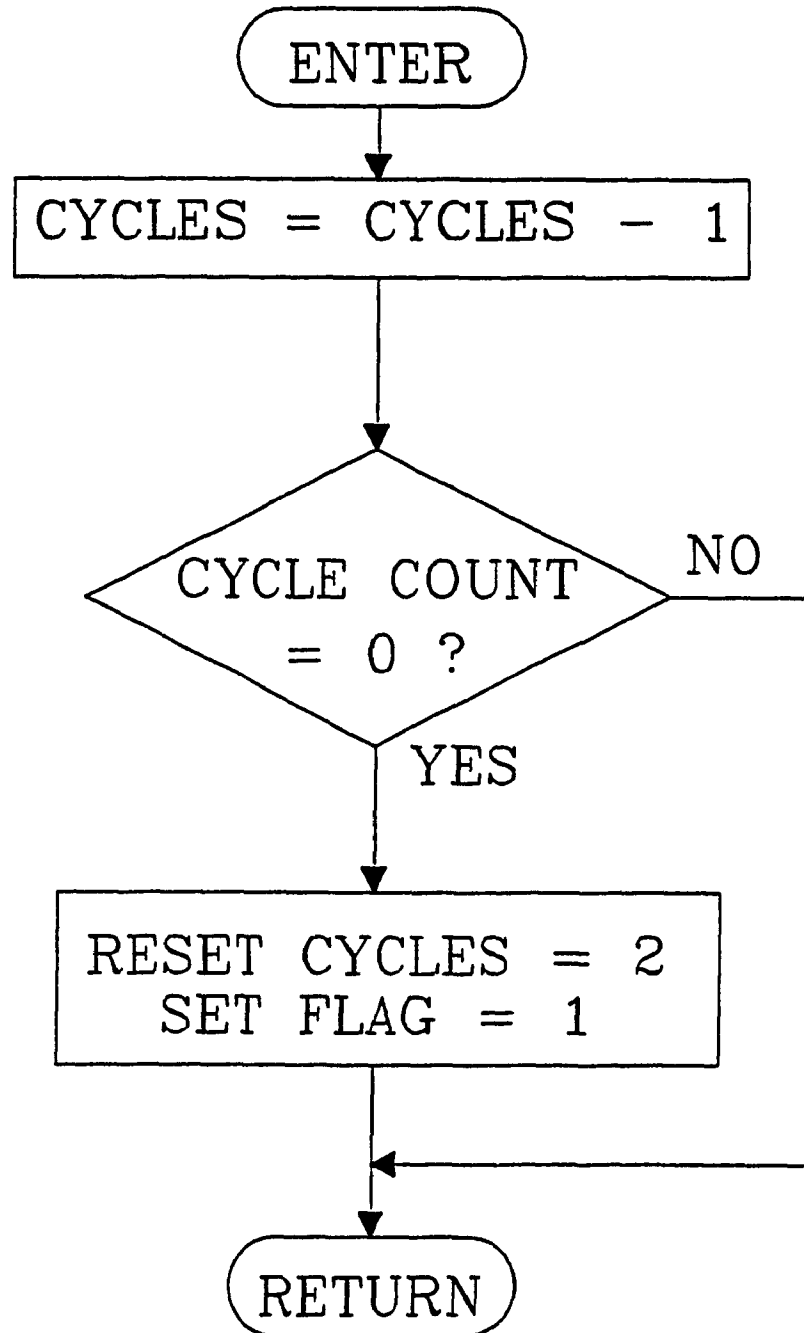 ENTER
CYCLES = CYCLES - 1
CYCLE COUNT
= 0 ?
NO
YES
RESET CYCLES = 2
SET FLAG = 1
RETURN